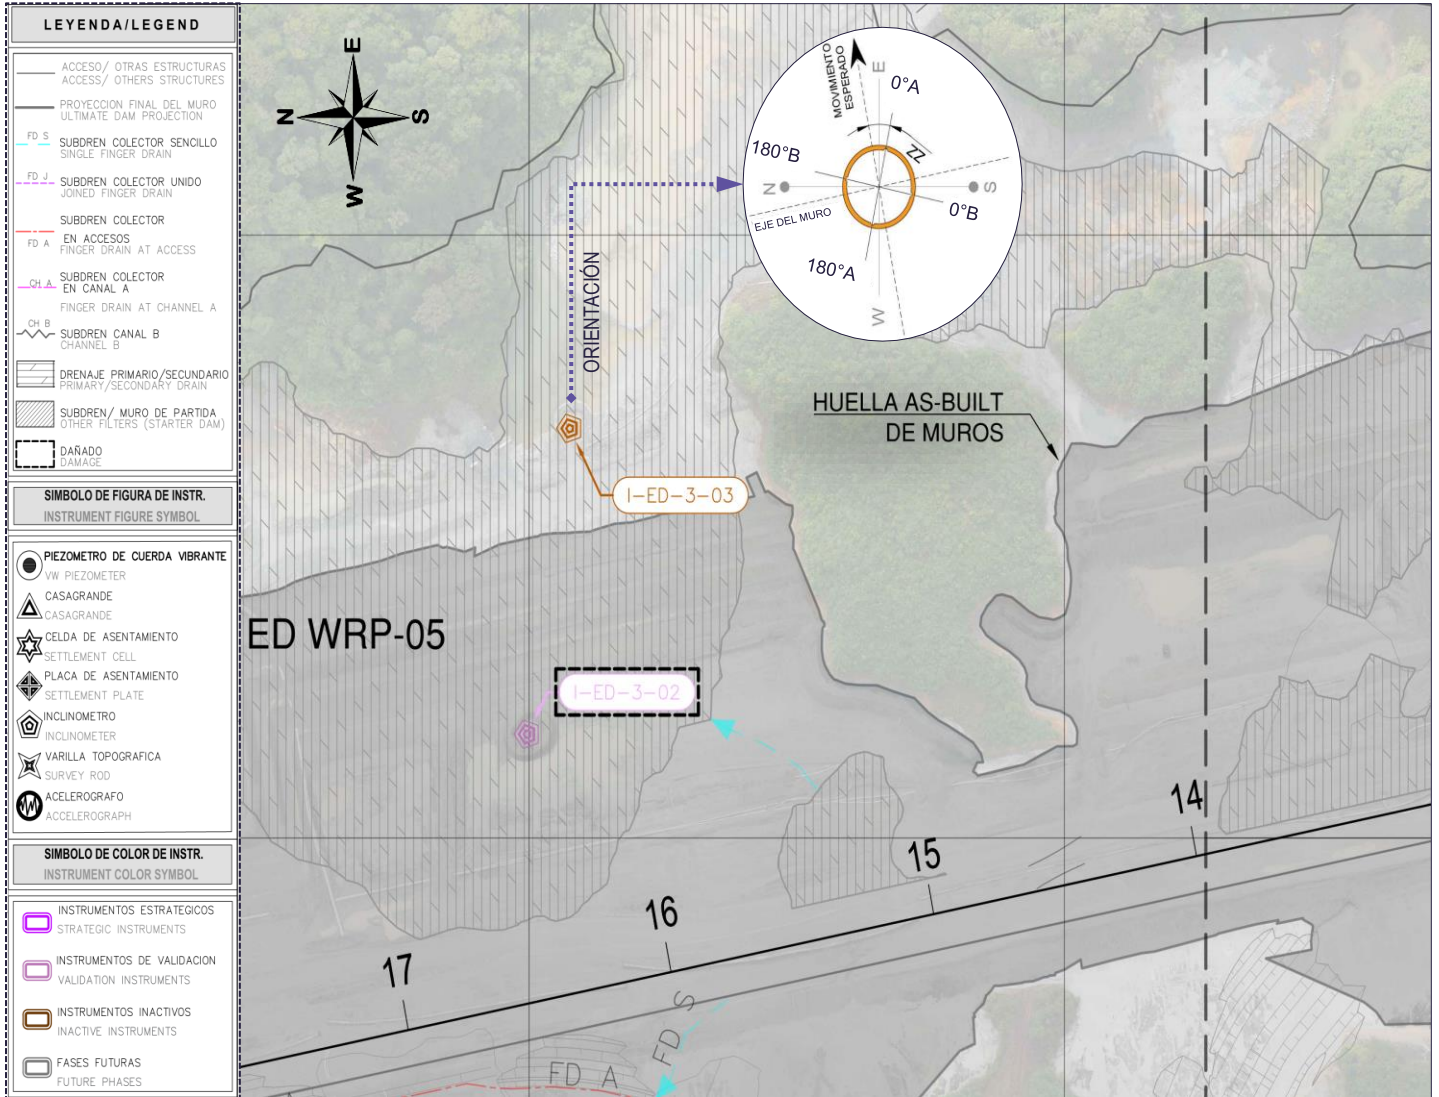 LEYENDA/LEGEND
ACCESO/ OTRAS ESTRUCTURAS
ACCESS/ OTHERS STRUCTURES
PROYECCION FINAL DEL MURO
ULTIMATE DAM PROJECTION
FD S
SUBDREN COLECTOR SENCILLO
SINGLE FINGER DRAIN
FD J
SUBDREN COLECTOR UNIDO
JOINED FINGER DRAIN
SUBDREN COLECTOR
EN ACCESOS
FD A
FINGER DRAIN AT ACCESS
SUBDREN COLECTOR
CH A
EN CANAL A
FINGER DRAIN AT CHANNEL A
CH B
SUBDREN CANAL B
CHANNEL B
DRENAJE PRIMARIO/SECUNDARIO
PRIMARY/SECONDARY DRAIN
SUBDREN/ MURO DE PARTIDA
OTHER FILTERS (STARTER DAM)
DAÑADO
DAMAGE
SIMBOLO DE FIGURA DE INSTR.
INSTRUMENT FIGURE SYMBOL
PIEZOMETRO DE CUERDA VIBRANTE
VW PIEZOMETER
CASAGRANDE
CASAGRANDE
CELDA DE ASENTAMIENTO
SETTLEMENT CELL
PLACA DE ASENTAMIENTO
SETTLEMENT PLATE
INCLINOMETRO
INCLINOMETER
VARILLA TOPOGRAFICA
SURVEY ROD
ACELEROGRAFO
ACCELEROGRAPH
SIMBOLO DE COLOR DE INSTR.
INSTRUMENT COLOR SYMBOL
INSTRUMENTOS ESTRATEGICOS
STRATEGIC INSTRUMENTS
INSTRUMENTOS DE VALIDACION
VALIDATION INSTRUMENTS
INSTRUMENTOS INACTIVOS
INACTIVE INSTRUMENTS
FASES FUTURAS
FUTURE PHASES
E
N
S
W
MOVIMIENTO
ESPERADO
E
0°A
ZZ
180°B
N
S
0°B
EJE DEL MURO
180°A
W
ORIENTACIÓN
HUELLA AS-BUILT
DE MUROS
I-ED-3-03
ED WRP-05
I-ED-3-02
14
15
16
17
FD S
FD A